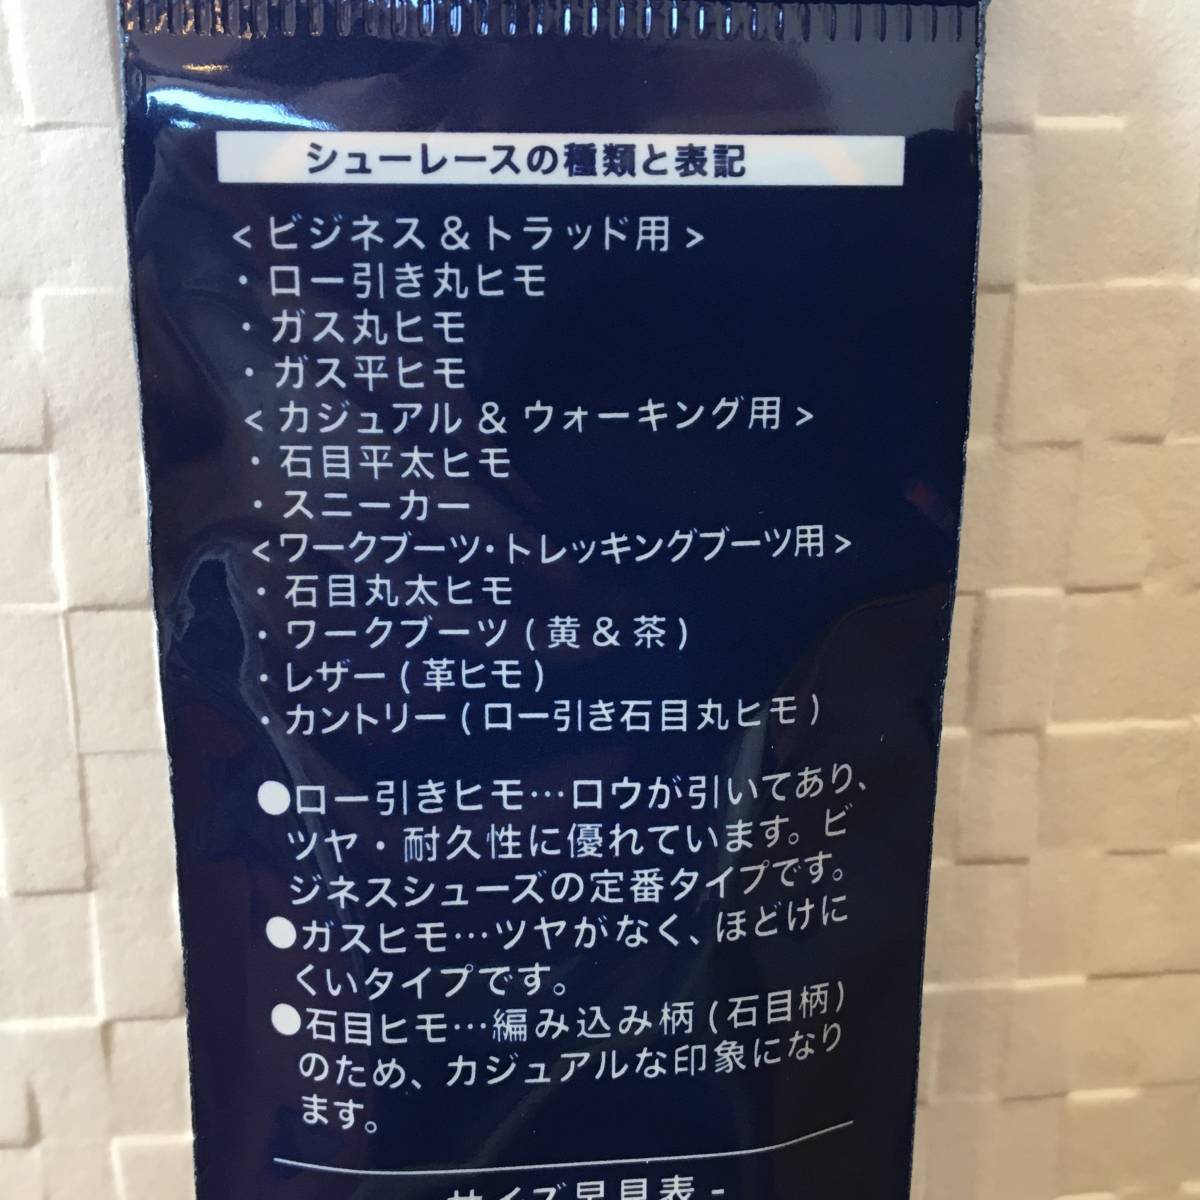 シューレースの種類と表記
<ビジネス&トラッド用>
・ロー引き丸ヒモ
・ガス丸ヒモ
・ガス平ヒモ
<カジュアル&ウォーキング用>
・石目平太ヒモ
・スニーカー
<ワークブーツ・トレッキングブーツ用>
・石目丸太ヒモ
・ワークブーツ(黄&茶)
・レザー(革ヒモ)
・カントリー(ロー引き石目丸ヒモ)
●ロー引きヒモ…ロウが引いてあり、
ツヤ・耐久性に優れています。ビ
ジネスシューズの定番タイプです。
●ガスヒモ…ツヤがなく、ほどけに
くいタイプです。
●石目ヒモ…編み込み柄(石目柄)
のため、カジュアルな印象になり
ます。
サイズ早見表-